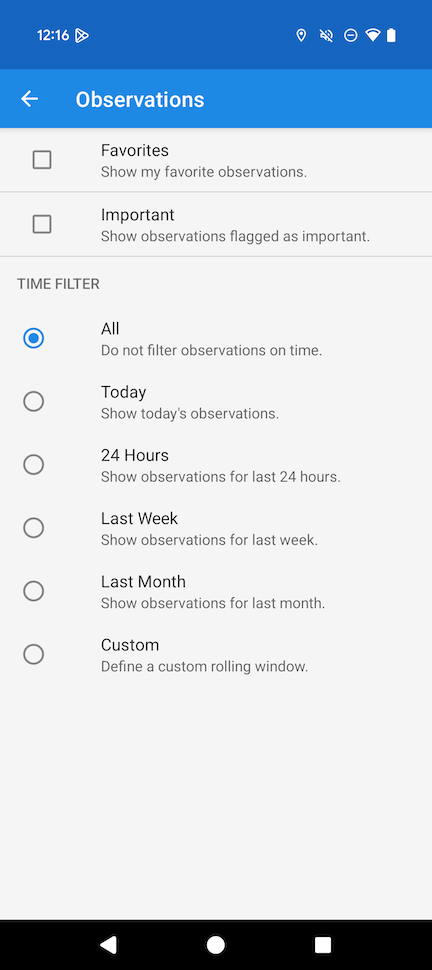 12:16
Observations
Favorites
Show my favorite observations.
Important
Show observations flagged as important.
TIME FILTER
All
Do not filter observations on time.
Today
Show today's observations.
24 Hours
Show observations for last 24 hours.
Last Week
Show observations for last week.
Last Month
Show observations for last month.
Custom
Define a custom rolling window.